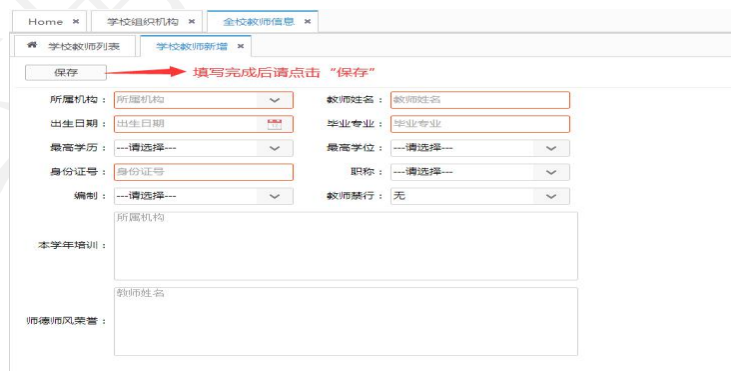 Home × 学校组织机构 × 全校教师信息 ×
学校教师列表 学校教师新增 ×
保存 填写完成后请点击“保存”
所属机构： 所属机构 教师姓名： 教师姓名
出生日期： 出生日期 毕业专业： 毕业专业
最高学历： ---请选择--- 最高学位： ---请选择---
身份证号： 身份证号 职称： ---请选择---
编制： ---请选择--- 教师禁行： 无
所属机构
本学年培训：
教师姓名
师德师风荣誉：